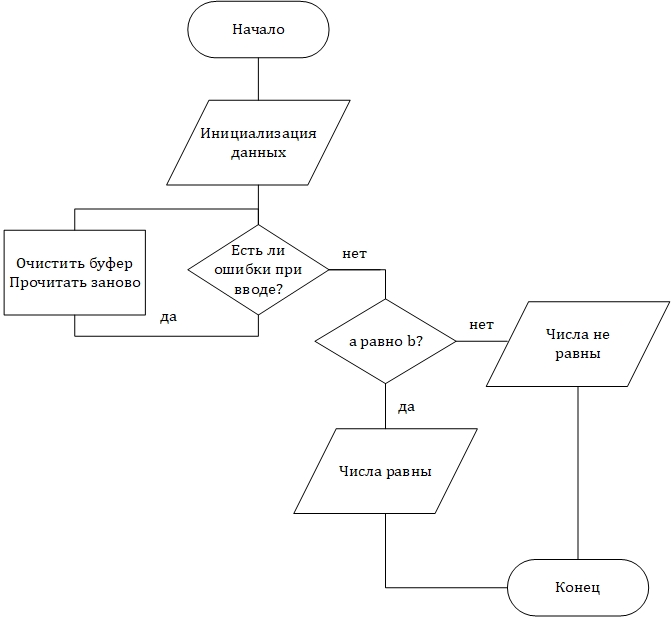 Начало
Инициализация
данных
Очистить буфер
Прочитать заново
Есть ли
ошибки при
вводе?
нет
да
а равно b?
нет
Числа не
равны
да
Числа равны
Конец